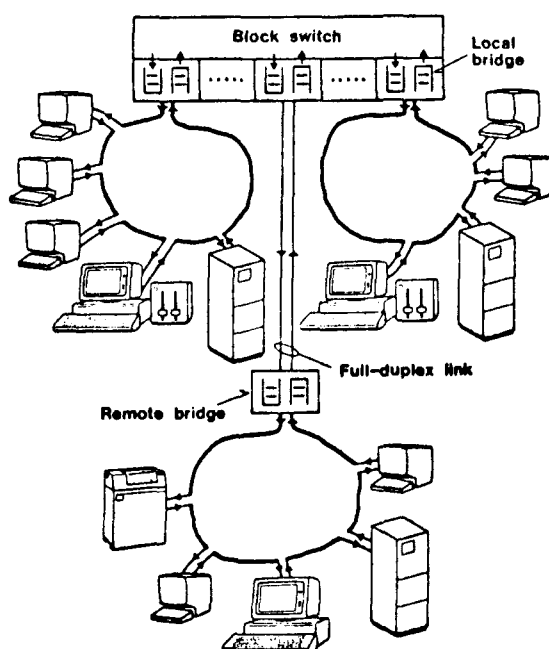 Block switch
Local
bridge
Full-duplex link
Remote bridge